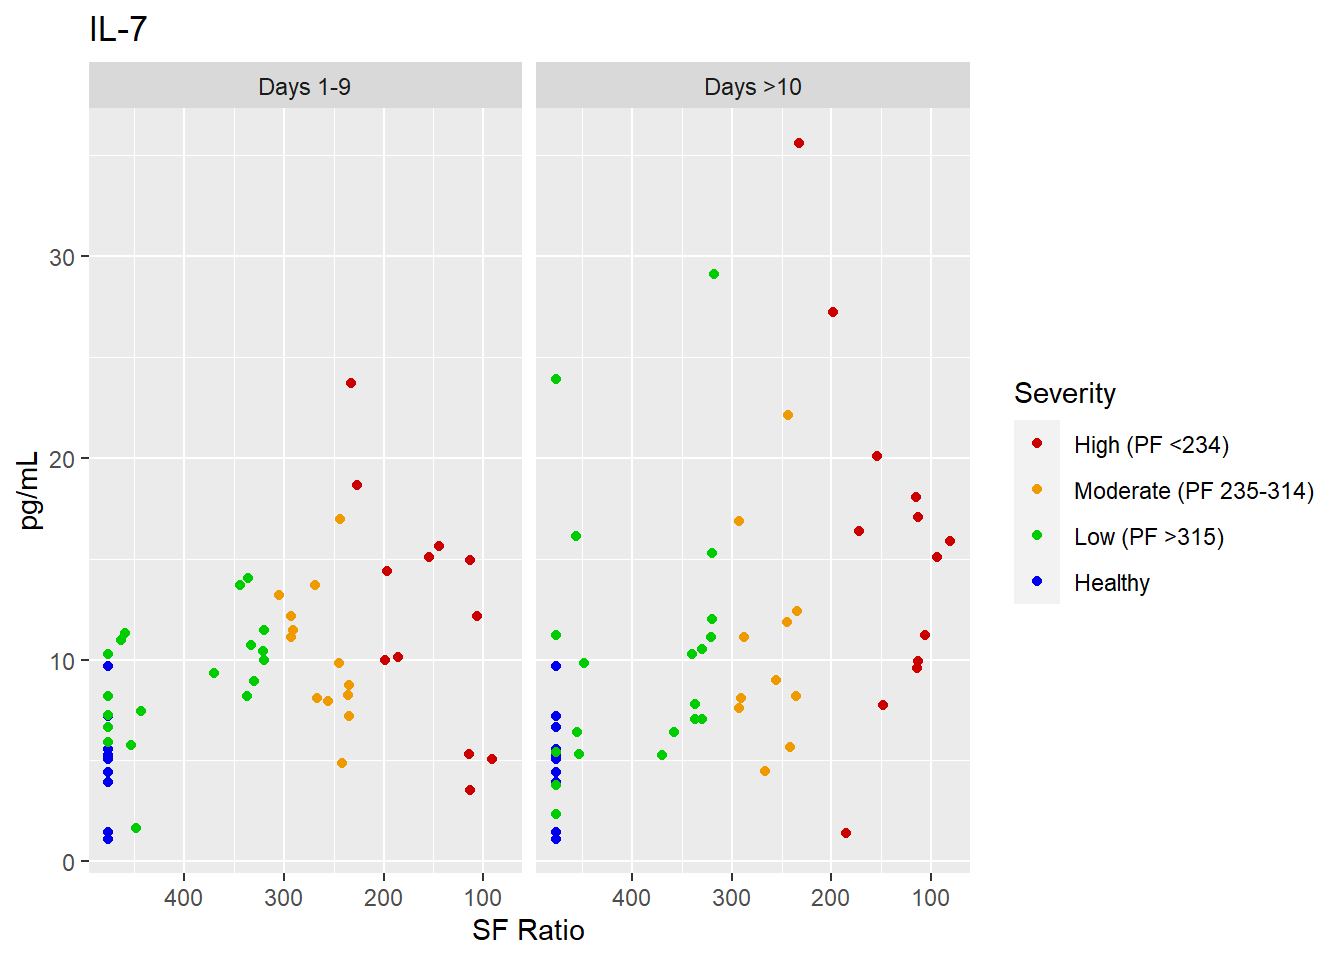 IL-7
Days 1-9
Days >10
30
20
10
0
pg/mL
400 300 200 100
400 300 200 100
SF Ratio
Severity
High (PF <234)
Moderate (PF 235-314)
Low (PF >315)
Healthy